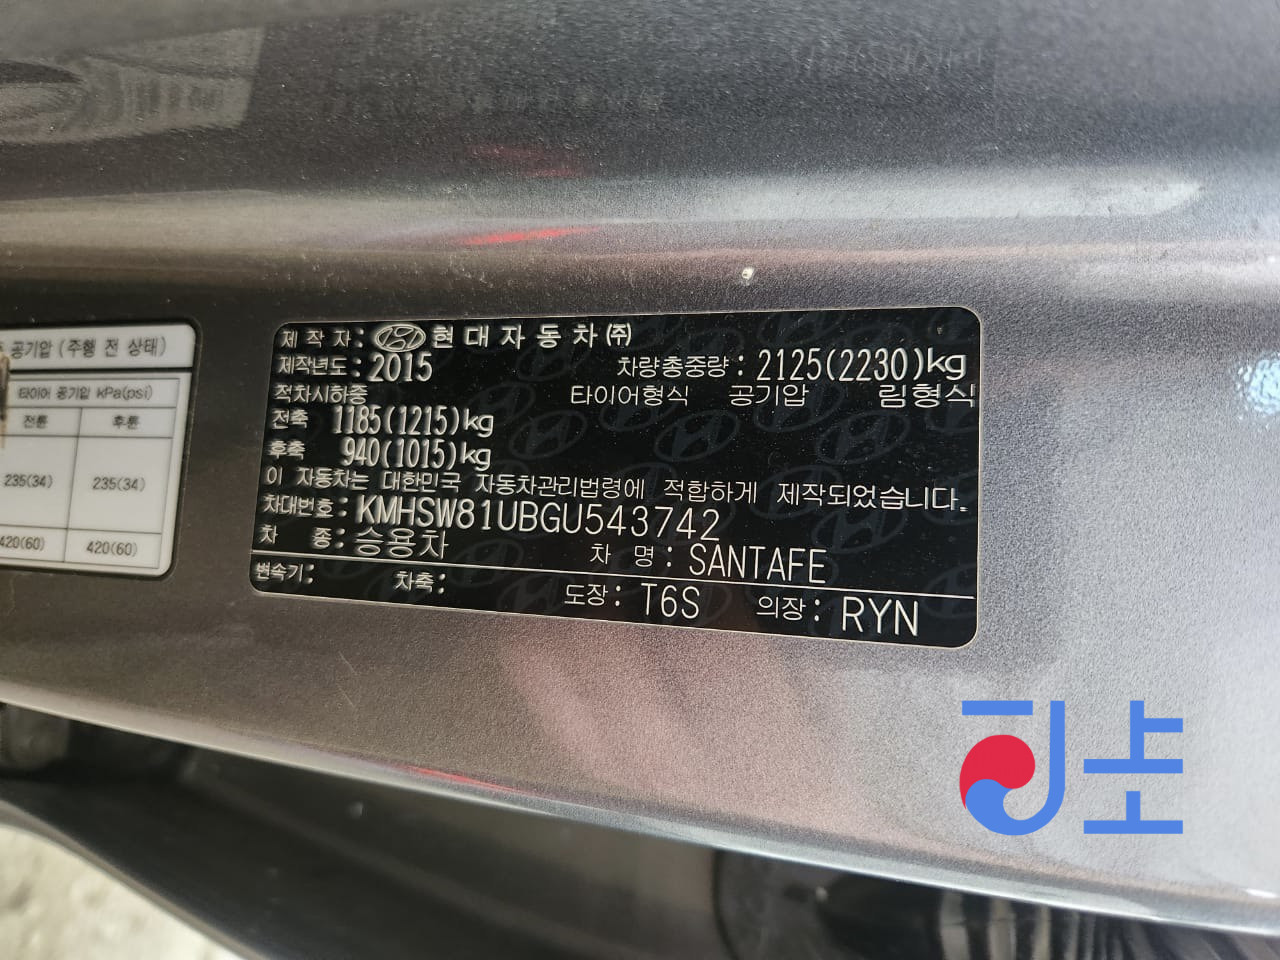 공기압 (주행 전 상태)
타이어 공기압 kPa(psi)
전륜 후륜
235(34) 235(34)
420(60) 420(60)
제 작 자: 현대자동차㈜
제작년도: 2015 차량총중량: 2125(2230)kg
적차시하중 타이어형식 공기압 림형식
전축 1185(1215)kg
후축 940(1015)kg
이 자동차는 대한민국 자동차관리법령에 적합하게 제작되었습니다.
차대번호: KMHSW81UBGU543742
차 종: 승용차 차 명: SANTAFE
변속기: 차축: 도장: T6S 의장: RYN